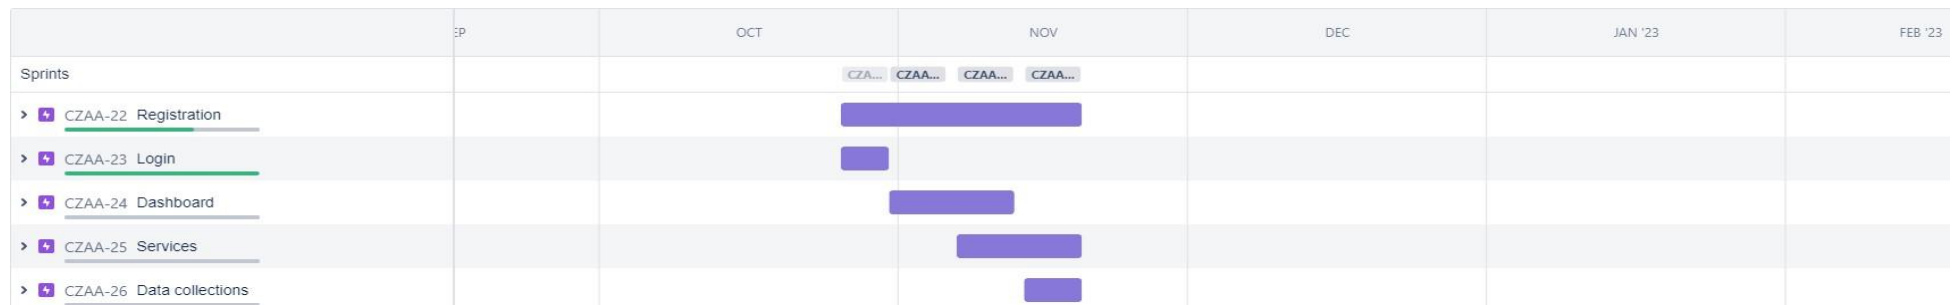 EP OCT NOV DEC JAN '23 FEB '23
Sprints CZA... CZAA... CZAA... CZAA...
CZAA-22 Registration
CZAA-23 Login
CZAA-24 Dashboard
CZAA-25 Services
CZAA-26 Data collections